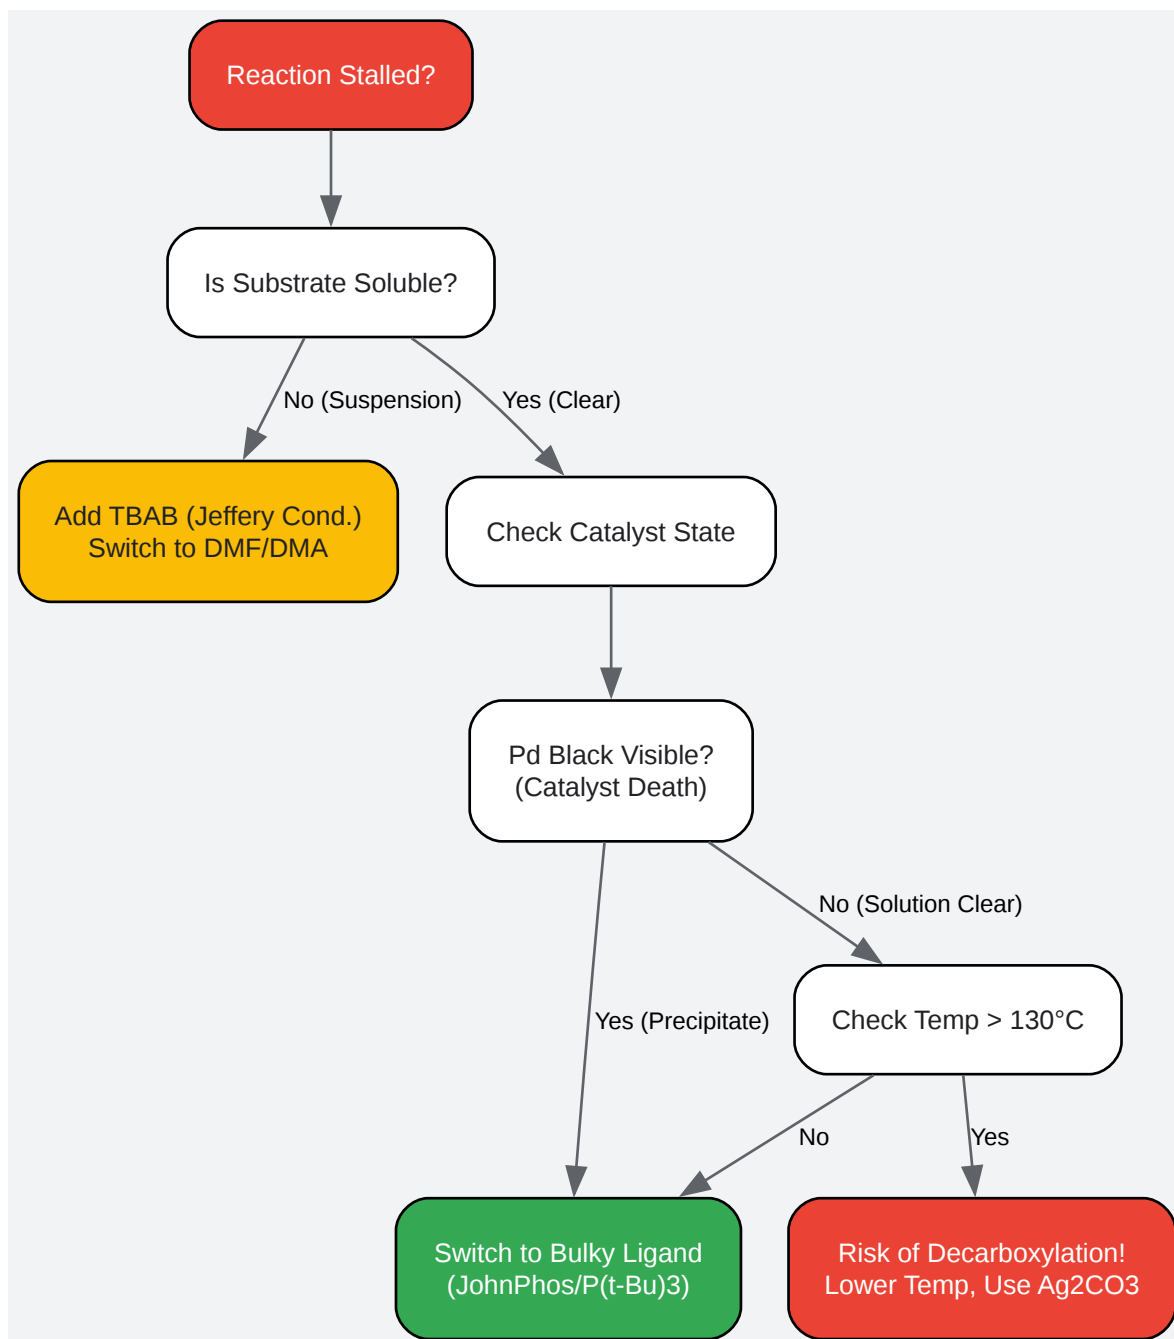 Reaction Stalled?
Is Substrate Soluble?
No (Suspension)
Yes (Clear)
Add TBAB (Jeffery Cond.)
Switch to DMF/DMA
Check Catalyst State
Pd Black Visible?
(Catalyst Death)
No (Solution Clear)
Yes (Precipitate)
Check Temp > 130°C
No
Yes
Switch to Bulky Ligand
(JohnPhos/P(t-Bu)3)
Risk of Decarboxylation!
Lower Temp, Use Ag2CO3